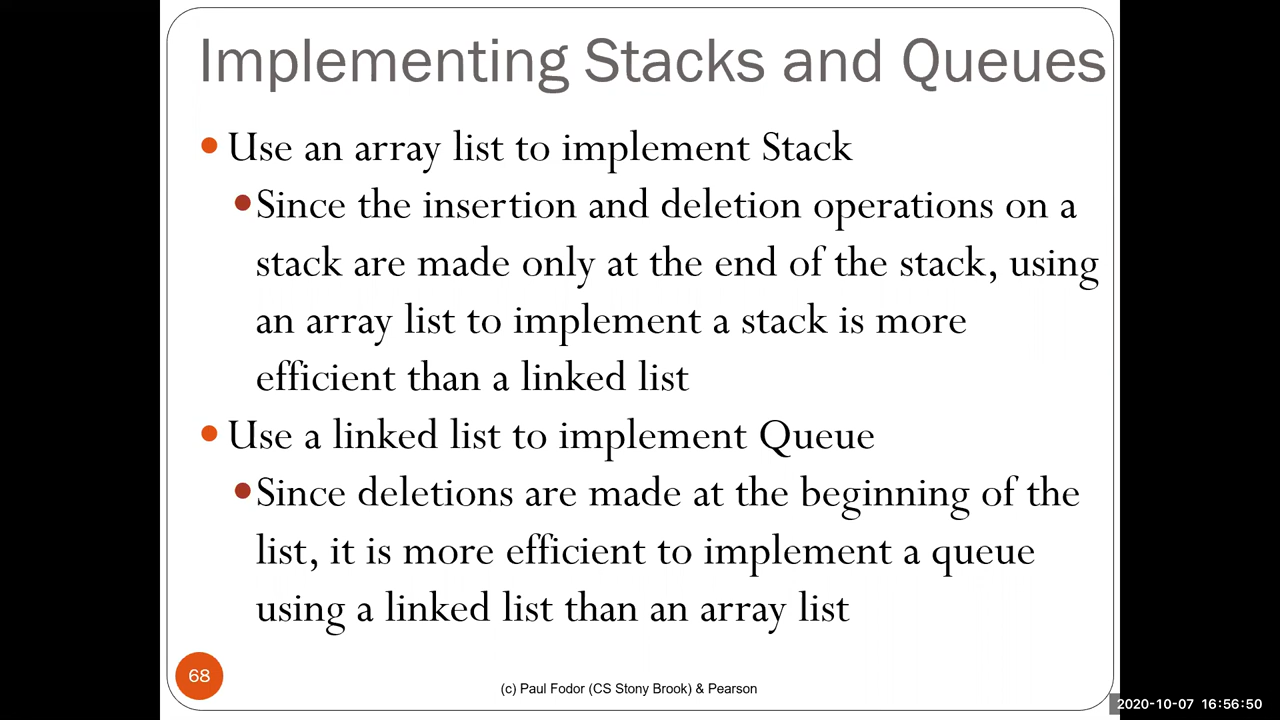 Implementing Stacks and Queues
• Use an array list to implement Stack
• Since the insertion and deletion operations on a
stack are made only at the end of the stack, using
an array list to implement a stack is more
efficient than a linked list
• Use a linked list to implement Queue
• Since deletions are made at the beginning of the
list, it is more efficient to implement a queue
using a linked list than an array list
68
(c) Paul Fodor (CS Stony Brook) & Pearson
2020-10-07 16:56:50